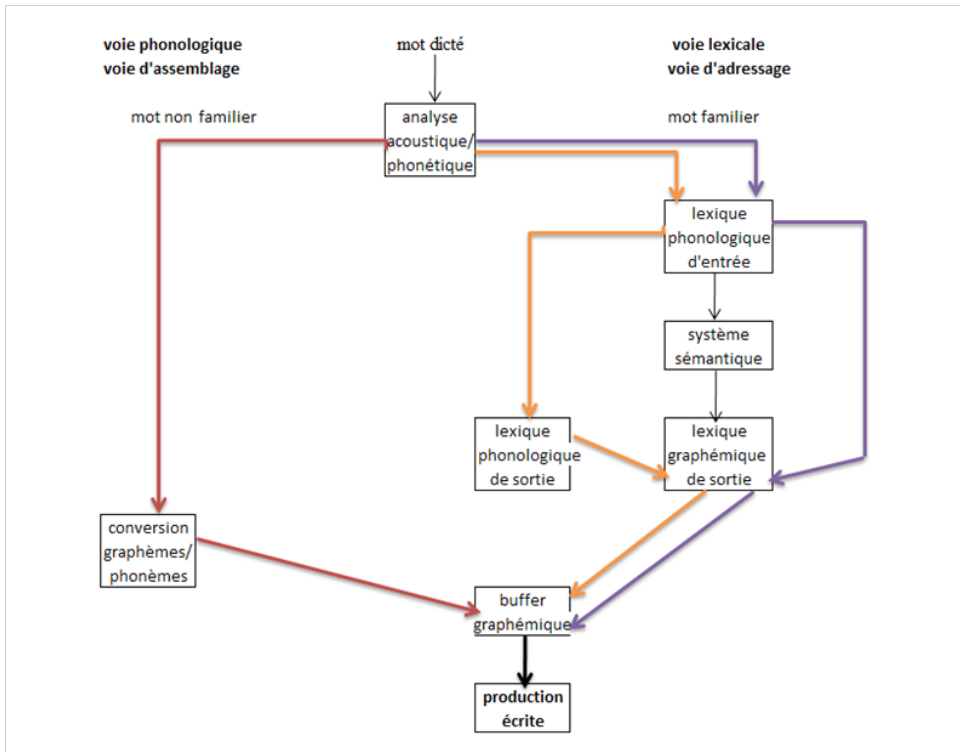 voie phonologique
voie d'assemblage
mot dicté
voie lexicale
voie d'adressage
mot non familier
analyse
acoustique/
phonétique
mot familier
lexique
phonologique
d'entrée
système
sémantique
lexique
phonologique
de sortie
lexique
graphémique
de sortie
conversion
graphèmes/
phonèmes
buffer
graphémique
production
écrite